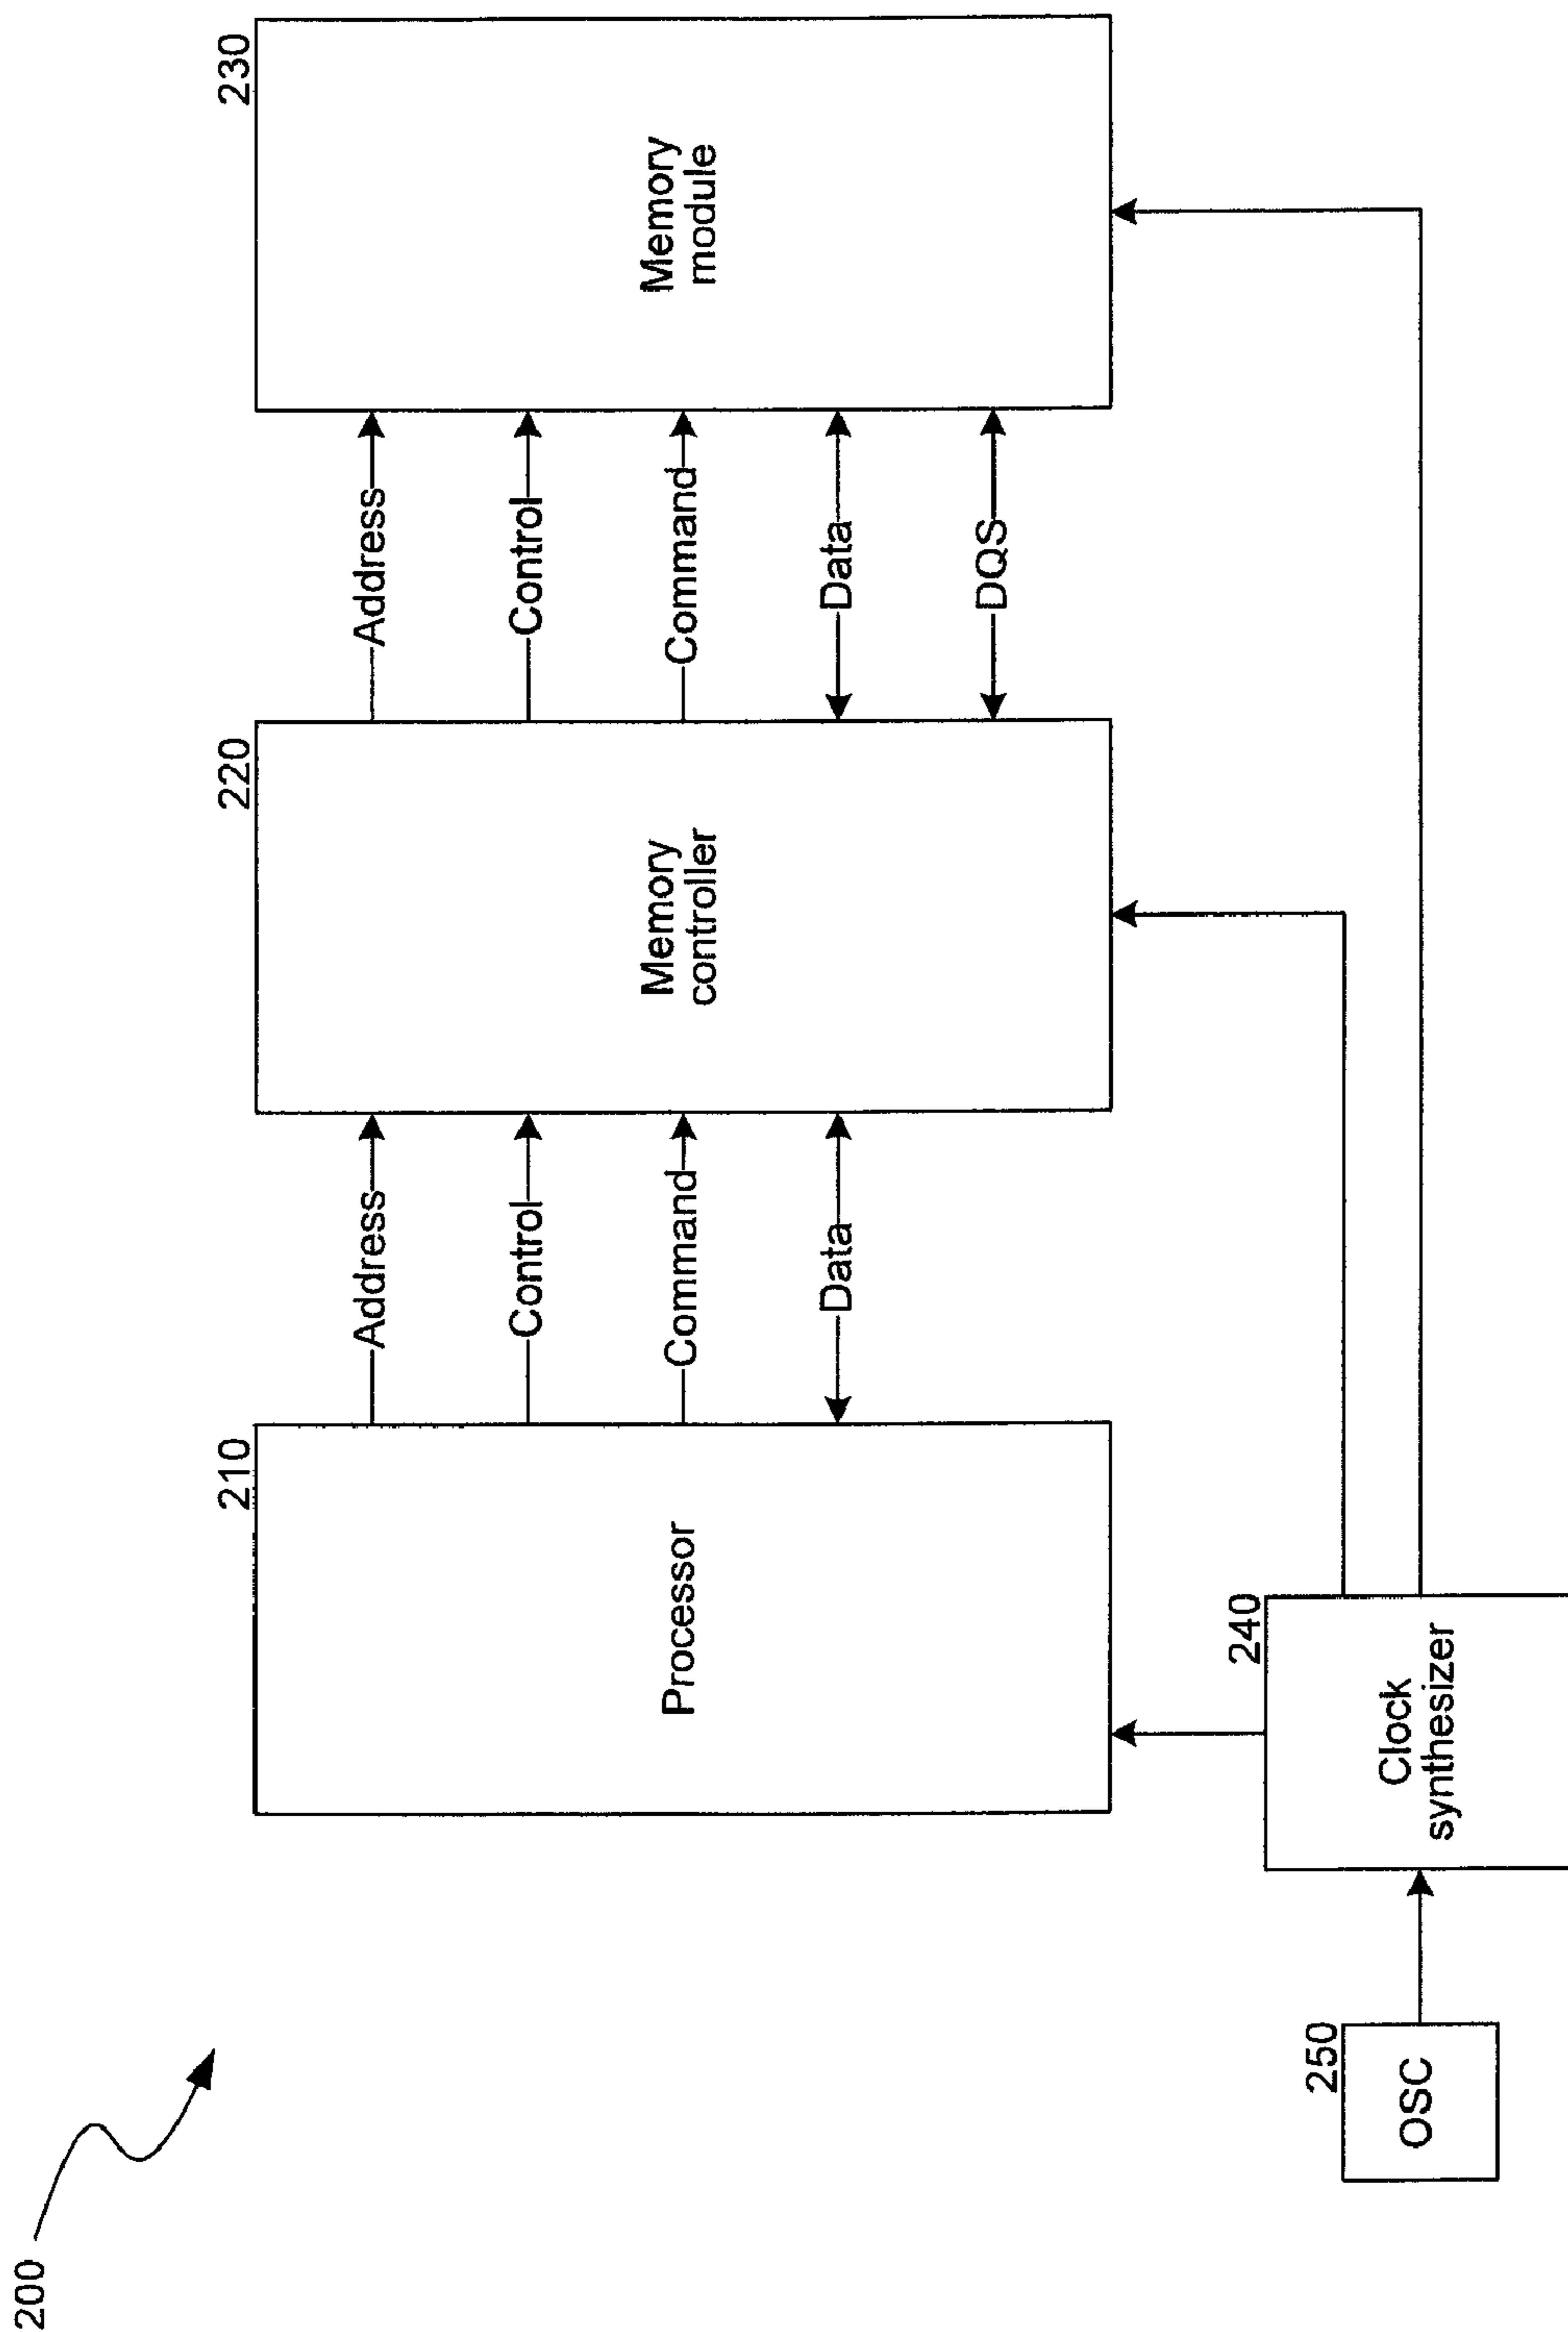 200
210
Processor
Address
Control
Command
Data
220
Memory
controller
Address
Control
Command
Data
DQS
230
Memory
module
250
OSC
240
Clock
synthesizer